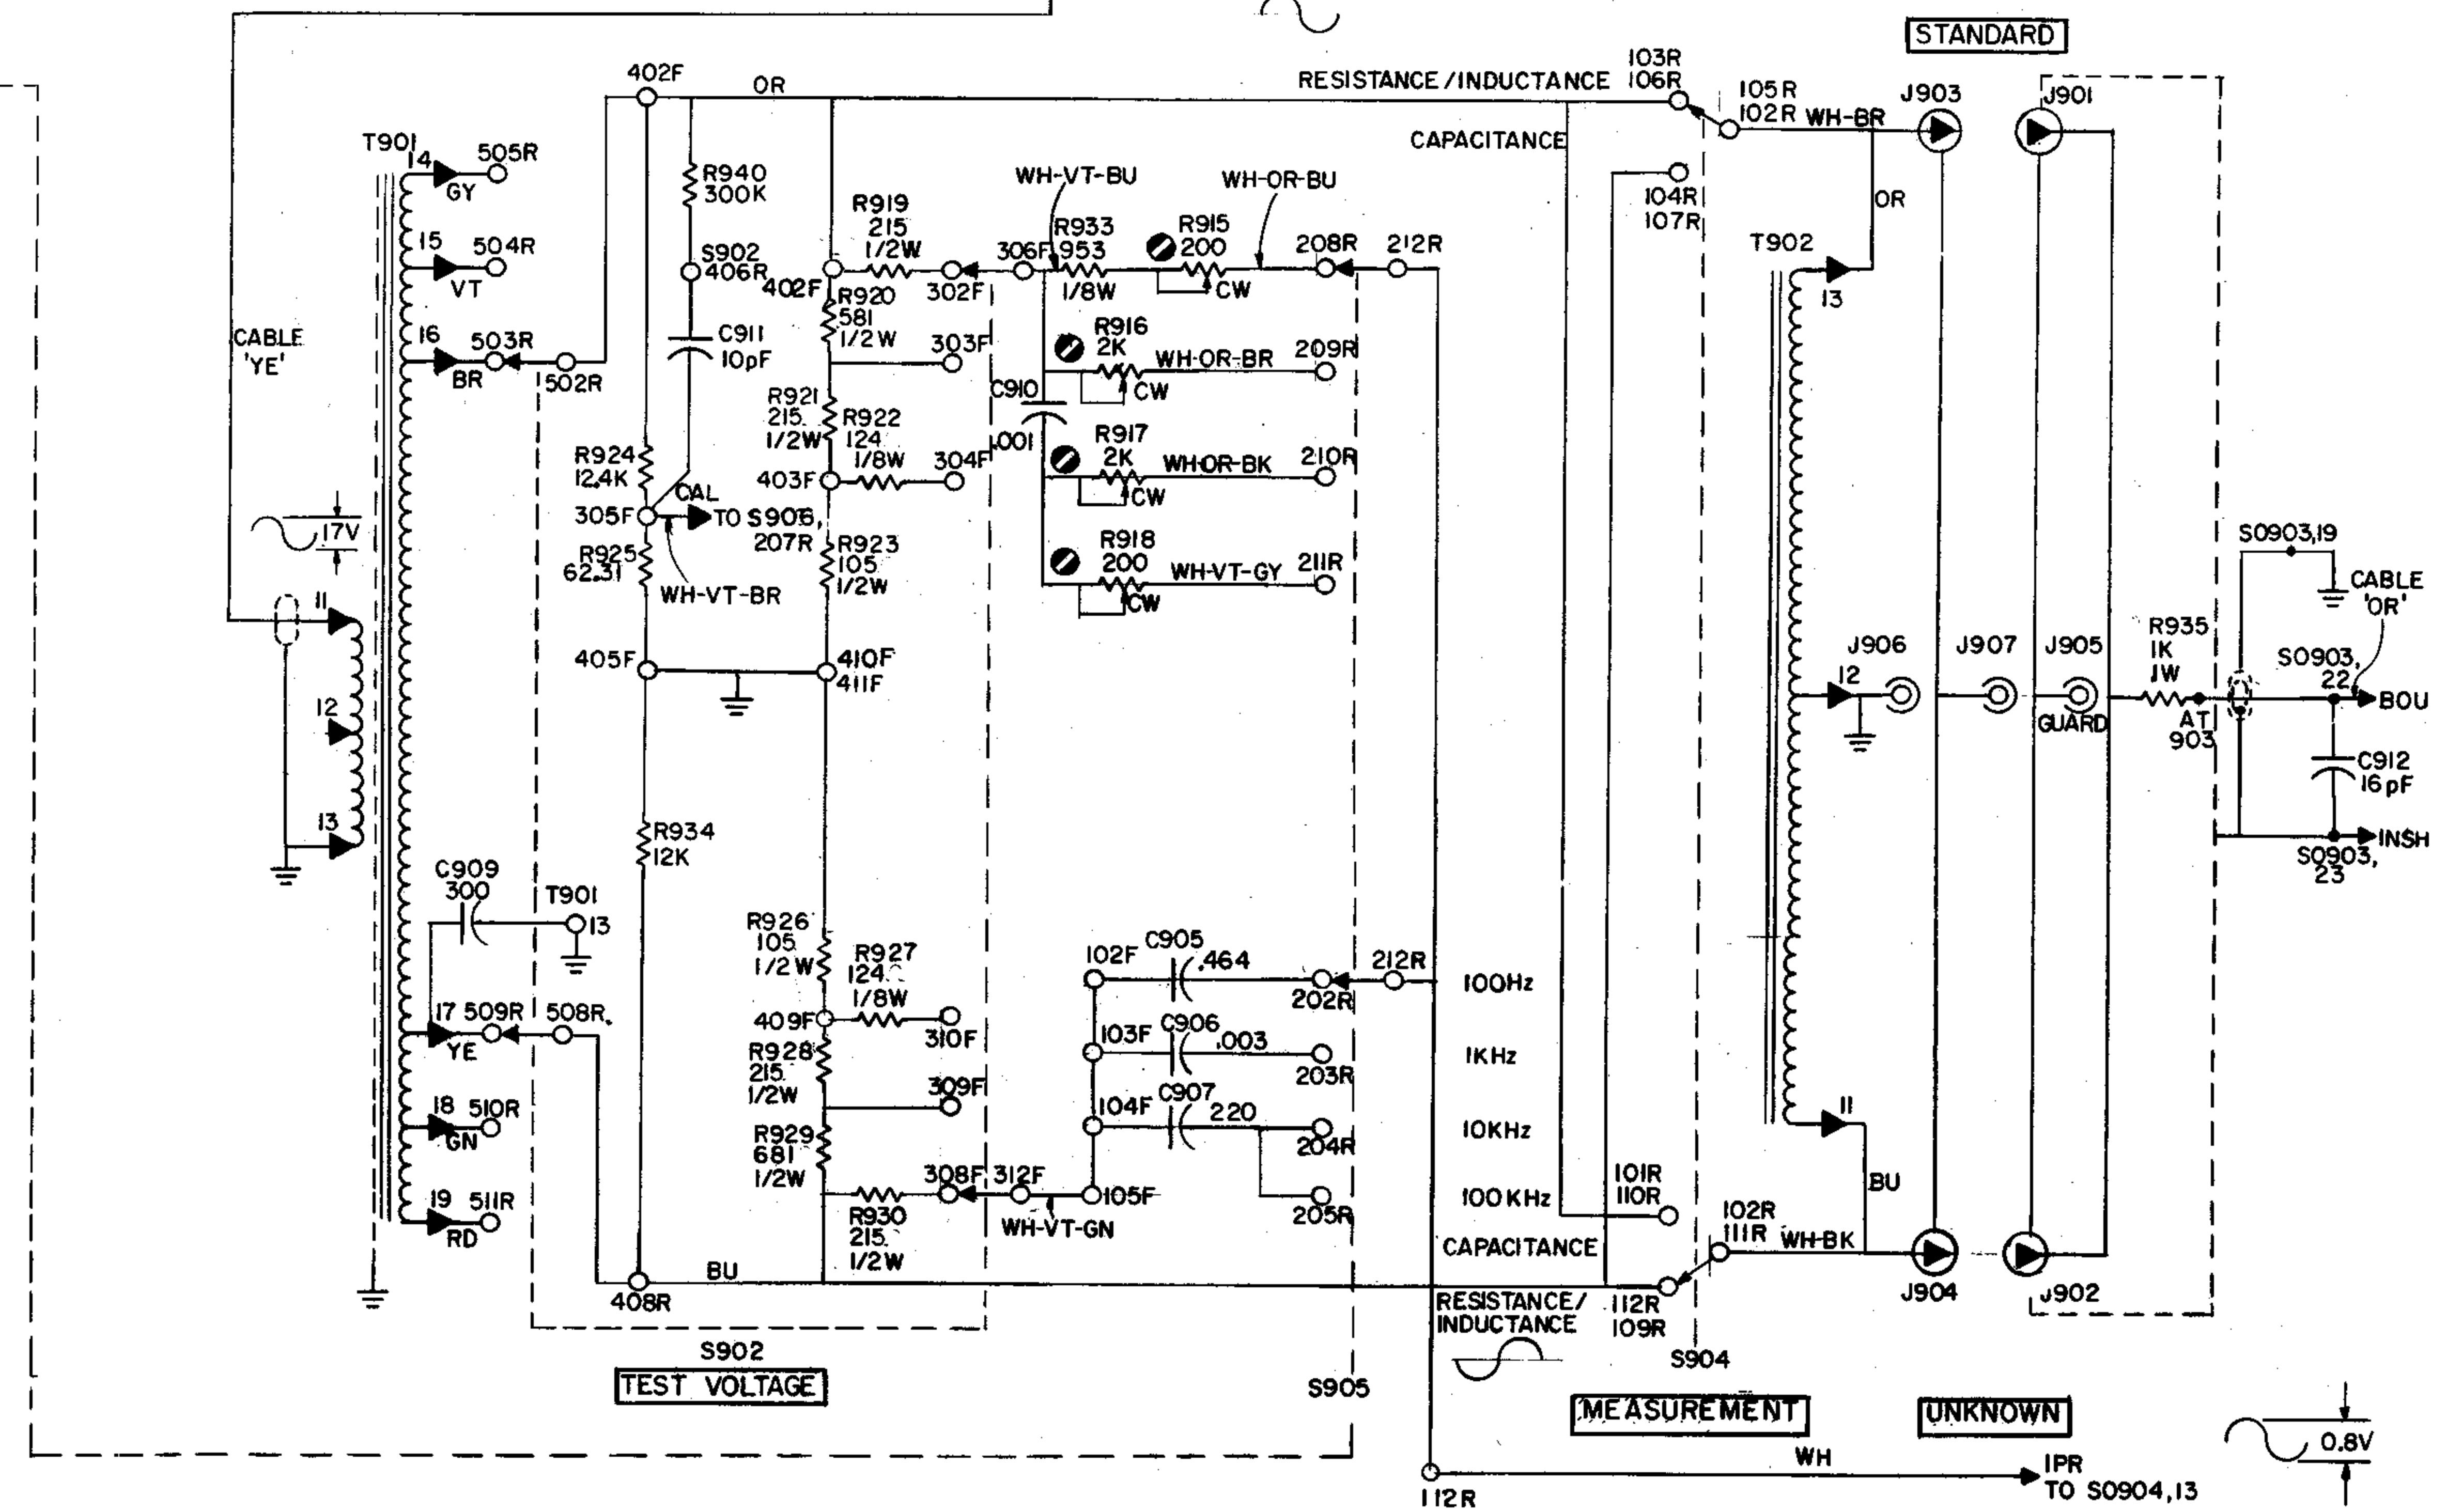 STANDARD
402F
OR
RESISTANCE/INDUCTANCE
103R
106R
105R
102R
WH-BR
J903
J901
CAPACITANCE
104R
107R
T901
14
505R
GY
15
504R
VT
16
503R
BR
502R
CABLE
'YE'
R940
300K
S902
406R
C911
10pF
R919
215
1/2W
402F
302F
306F
WH-VT-BU
R933
953
1/8W
R915
200
CW
WH-OR-BU
208R
212R
R920
581
1/2W
303F
R916
2K
CW
WH-OR-BR
209R
C910
.001
R921
215
1/2W
R922
124
1/8W
304F
403F
R917
2K
CW
WH-OR-BK
210R
R924
12.4K
305F
CAL
TO S906,
207R
R925
62.31
WH-VT-BR
R923
105
1/2W
R918
200
CW
WH-VT-GY
211R
17V
11
12
13
405F
410F
411F
R934
12K
C909
300
T901
13
17
509R
YE
508R
18
510R
GN
19
511R
RD
408R
BU
R926
105
1/2W
R927
124
1/8W
409F
310F
R928
215
1/2W
309F
R929
681
1/2W
R930
215
1/2W
308F
312F
WH-VT-GN
105F
102F
C905
.464
202R
212R
100Hz
103F
C906
.003
203R
1KHz
104F
C907
220
204R
10KHz
205R
100KHz
CAPACITANCE
101R
110R
102R
111R
WH-BK
RESISTANCE/
INDUCTANCE
112R
109R
T902
OR
13
12
11
BU
J906
J907
J905
GUARD
J904
J902
R935
1K
1W
AT
903
SO903,19
CABLE
'OR'
SO903,
22
BOU
C912
16pF
INSH
SO903,
23
S902
TEST VOLTAGE
S905
S904
MEASUREMENT
UNKNOWN
0.8V
WH
IPR
TO SO904,13
112R